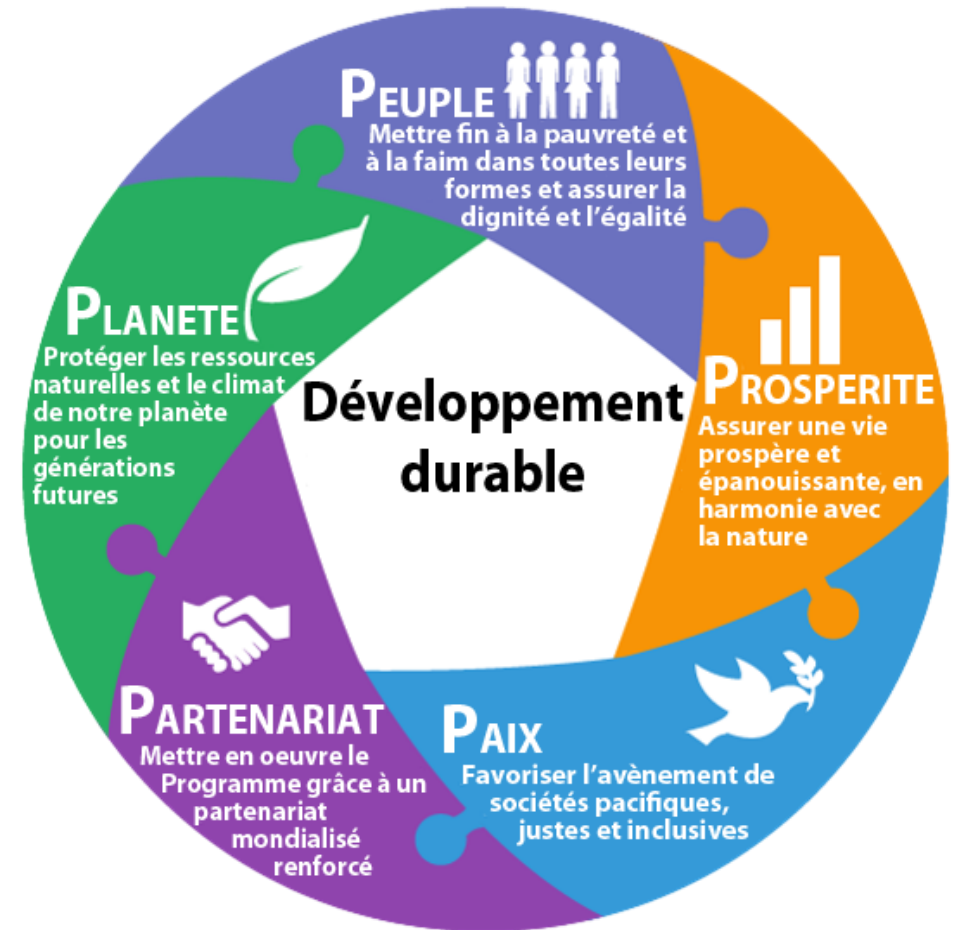 PEUPLE
Mettre fin à la pauvreté et
à la faim dans toutes leurs
formes et assurer la
dignité et l'égalité
PROSPERITE
Assurer une vie
prospère et
épanouissante, en
harmonie avec
la nature
PAIX
Favoriser l'avènement de
sociétés pacifiques,
justes et inclusives
PARTENARIAT
Mettre en oeuvre le
Programme grâce à un
partenariat
mondialisé
renforcé
PLANETE
Protéger les ressources
naturelles et le climat
de notre planète
pour les
générations
futures
Développement
durable